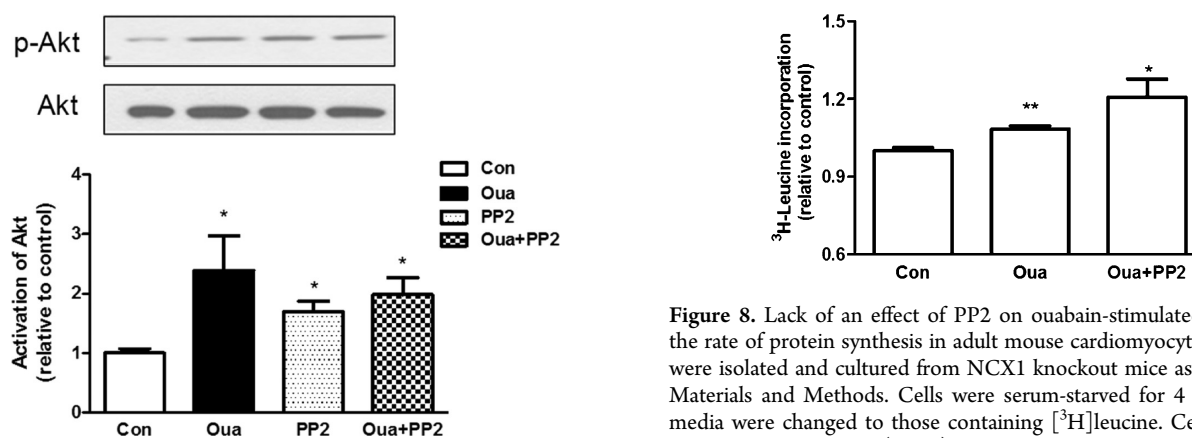 p-Akt
Akt
Activation of Akt
(relative to control)
4
3
2
1
0
*
*
*
Con
Oua
PP2
Oua+PP2
Con
Oua
PP2
Oua+PP2
³H-Leucine incorporation
(relative to control)
1.5
1.2
0.9
0.6
**
*
Con
Oua
Oua+PP2
Figure 8. Lack of an effect of PP2 on ouabain-stimulate
the rate of protein synthesis in adult mouse cardiomyocyt
were isolated and cultured from NCX1 knockout mice as
Materials and Methods. Cells were serum-starved for 4
media were changed to those containing [³H]leucine. Ce